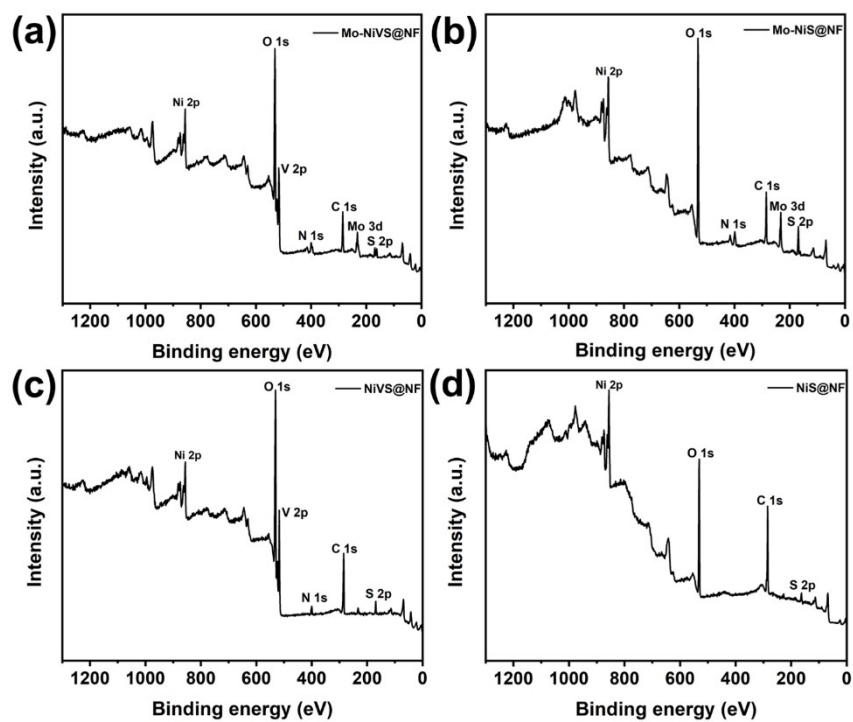 (a)
Mo-NiVS@NF
O 1s
Ni 2p
V 2p
C 1s
Mo 3d
N 1s
S 2p
Intensity (a.u.)
1200 1000 800 600 400 200 0
Binding energy (eV)
(b)
Mo-NiS@NF
O 1s
Ni 2p
C 1s
Mo 3d
N 1s
S 2p
Intensity (a.u.)
1200 1000 800 600 400 200 0
Binding energy (eV)
(c)
NiVS@NF
O 1s
Ni 2p
V 2p
C 1s
N 1s
S 2p
Intensity (a.u.)
1200 1000 800 600 400 200 0
Binding energy (eV)
(d)
NiS@NF
Ni 2p
O 1s
C 1s
S 2p
Intensity (a.u.)
1200 1000 800 600 400 200 0
Binding energy (eV)